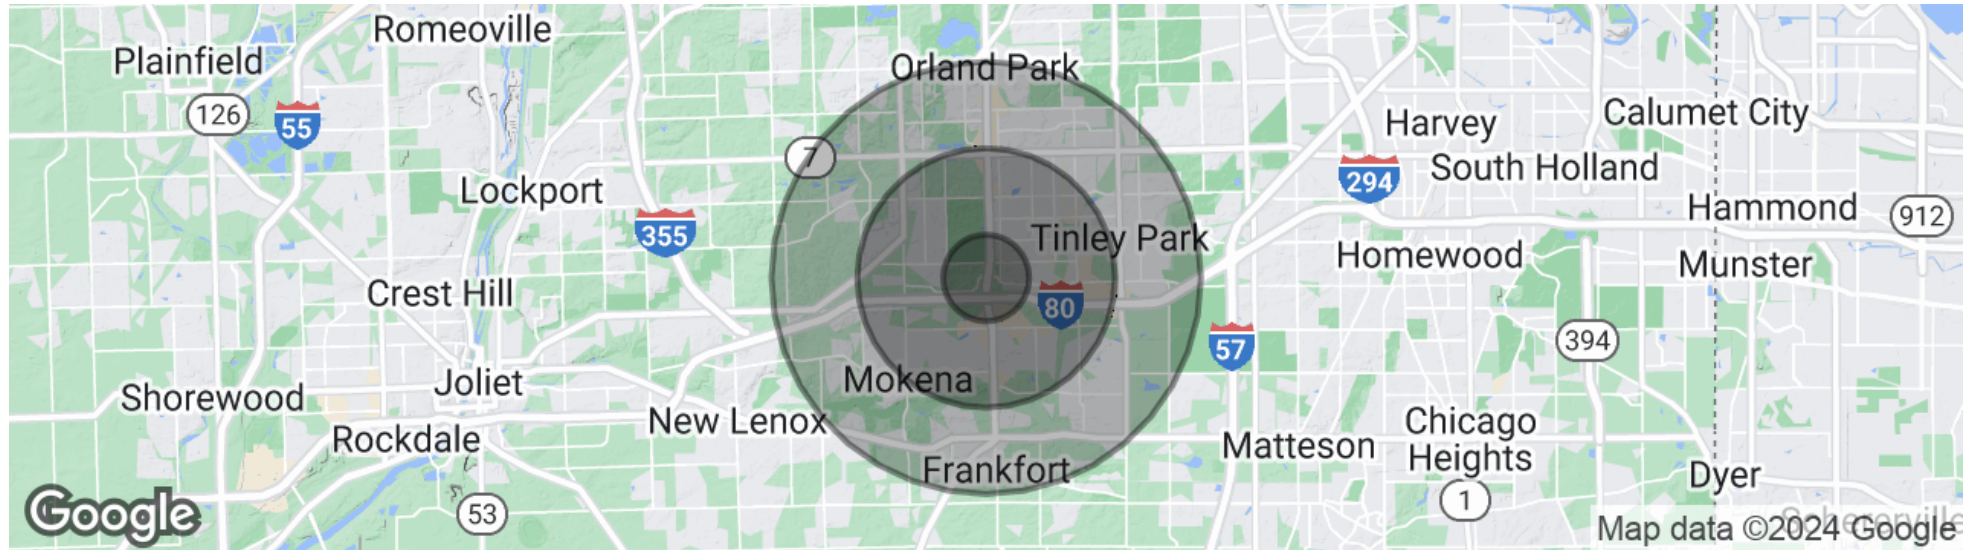 Romeoville
Plainfield
Orland Park
126
55
Calumet City
Harvey
7
South Holland
294
Lockport
Hammond
912
355
Tinley Park
Homewood
Munster
Crest Hill
80
394
57
Joliet
Mokena
Shorewood
New Lenox
Chicago
Heights
Rockdale
Matteson
Frankfort
Dyer
1
Google
53
Schererville
Map data ©2024 Google